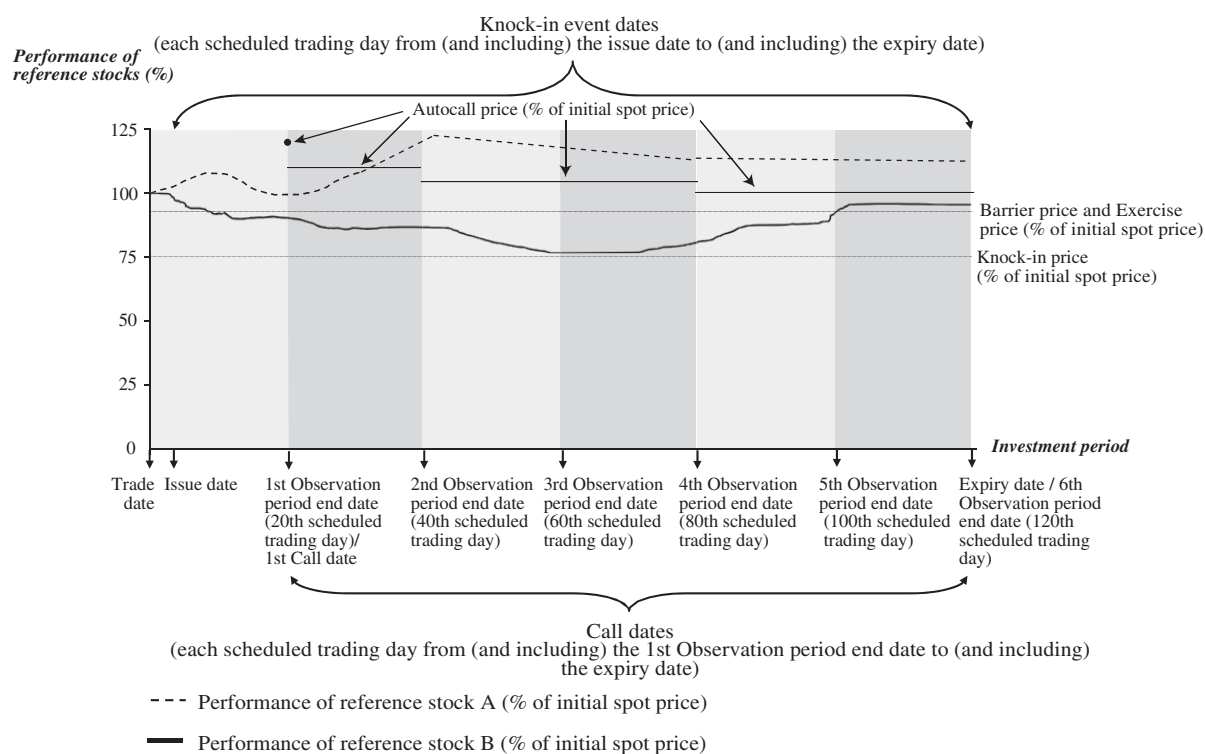 Knock-in event dates
(each scheduled trading day from (and including) the issue date to (and including) the expiry date)
Performance of
reference stocks (%)
Autocall price (% of initial spot price)
125
100
75
50
25
0
Barrier price and Exercise
price (% of initial spot price)
Knock-in price
(% of initial spot price)
Investment period
Trade
date
Issue date
1st Observation
period end date
(20th scheduled
trading day)/
1st Call date
2nd Observation
period end date
(40th scheduled
trading day)
3rd Observation
period end date
(60th scheduled
trading day)
4th Observation
period end date
(80th scheduled
trading day)
5th Observation
period end date
(100th scheduled
trading day)
Expiry date / 6th
Observation period
end date (120th
scheduled trading
day)
Call dates
(each scheduled trading day from (and including) the 1st Observation period end date to (and including)
the expiry date)
Performance of reference stock A (% of initial spot price)
Performance of reference stock B (% of initial spot price)